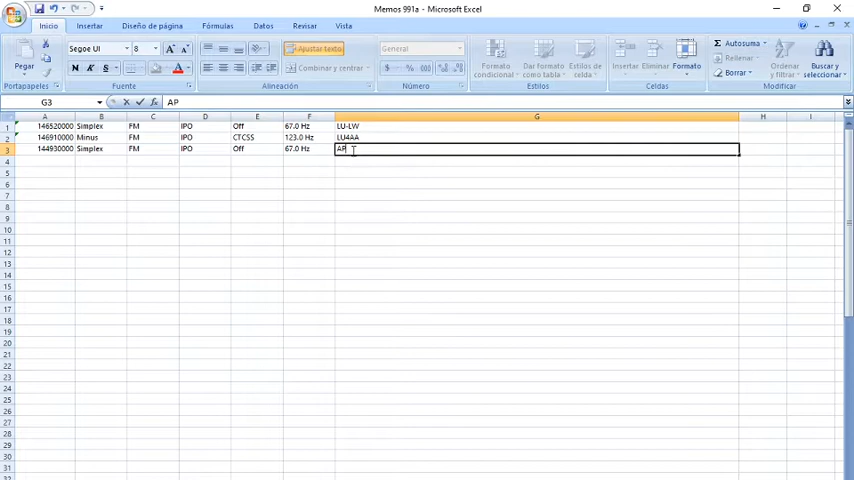 Memos 991a - Microsoft Excel
Inicio Insertar Diseño de página Fórmulas Datos Revisar Vista
Pegar
Portapapeles
Segoe UI 8
N K S
Fuente
Ajustar texto
Combinar y centrar
Alineación
General
$ % 000
Número
Formato condicional
Dar formato como tabla
Estilos de celda
Estilos
Insertar Eliminar Formato
Celdas
Σ Autosuma
Borrar
Ordenar y filtrar
Buscar y seleccionar
Modificar
G3 AP
A B C D E F G H I
1 146520000 Simplex FM IPO Off 67.0 Hz LU-LW
2 146910000 Minus FM IPO CTCSS 123.0 Hz LU4AA
3 144930000 Simplex FM IPO Off 67.0 Hz AP
4
5
6
7
8
9
10
11
12
13
14
15
16
17
18
19
20
21
22
23
24
25
26
27
28
29
30
31
32